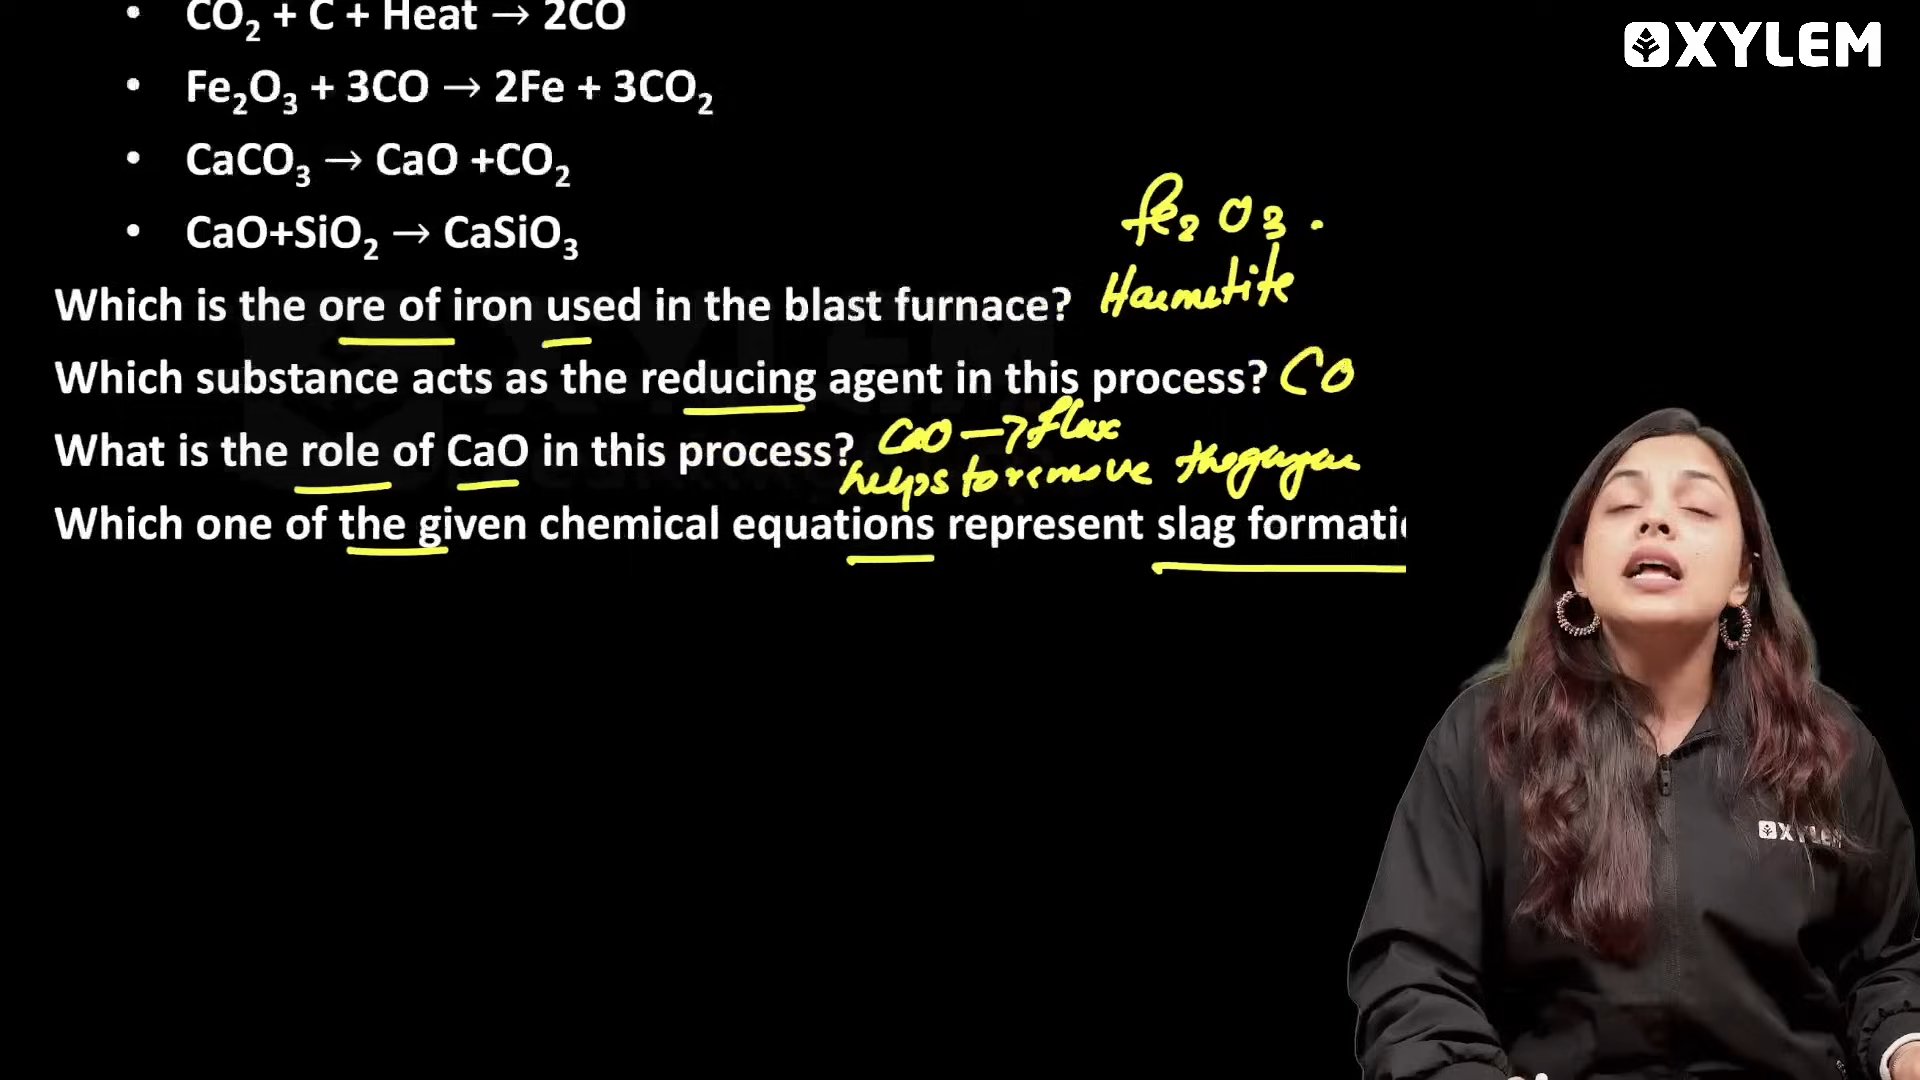 CO₂ + C + Heat → 2CO
XYLEM
• Fe₂O₃ + 3CO → 2Fe + 3CO₂
• CaCO₃ → CaO +CO₂
• CaO+SiO₂ → CaSiO₃
Fe₂O₃.
Which is the ore of iron used in the blast furnace? Haematite
Which substance acts as the reducing agent in this process? CO
What is the role of CaO in this process? CaO → flux
helps to remove the
Which one of the given chemical equations represent slag formati
XYLEM